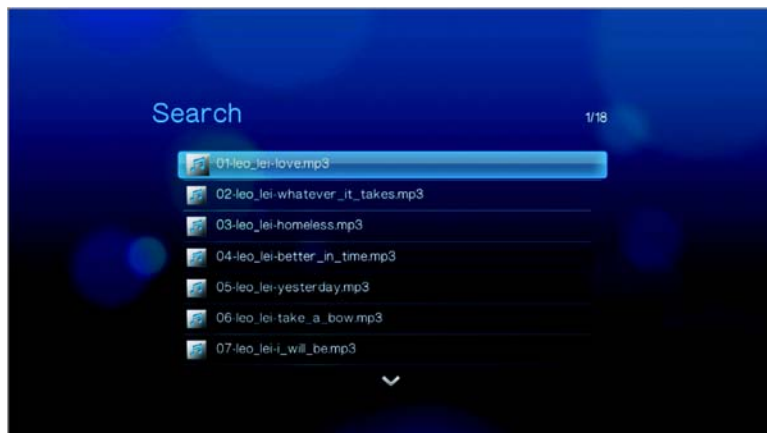 Search
1/18
01-leo_lei-love.mp3
02-leo_lei-whatever_it_takes.mp3
03-leo_lei-homeless.mp3
04-leo_lei-better_in_time.mp3
05-leo_lei-yesterday.mp3
06-leo_lei-take_a_bow.mp3
07-leo_lei-i_will_be.mp3